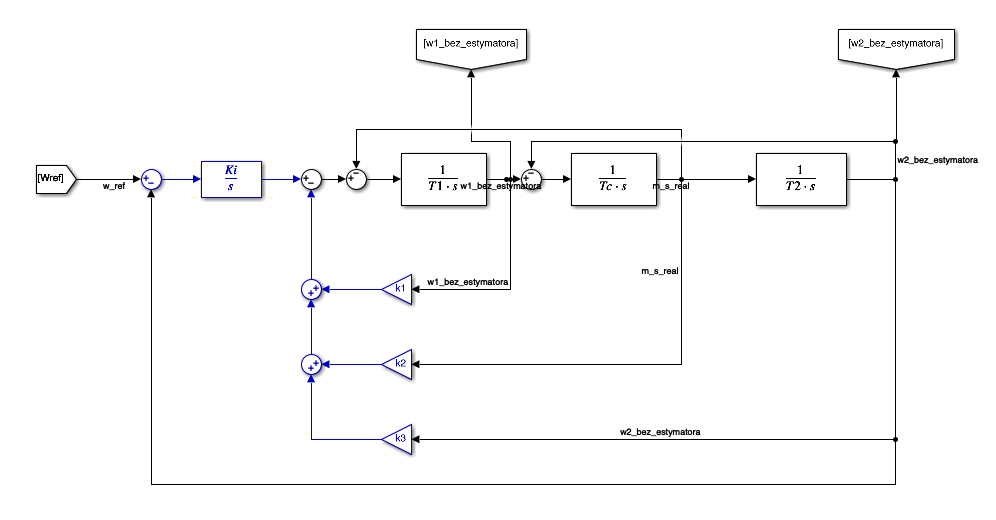 [w1_bez_estymatora]
[w2_bez_estymatora]
[Wref]
w_ref
+
−
Ki
s
+
−
+
−
1
T1 · s
w1_bez_estymatora
+
−
1
Tc · s
m_s_real
1
T2 · s
w2_bez_estymatora
m_s_real
w1_bez_estymatora
k1
+
+
k2
+
+
w2_bez_estymatora
k3